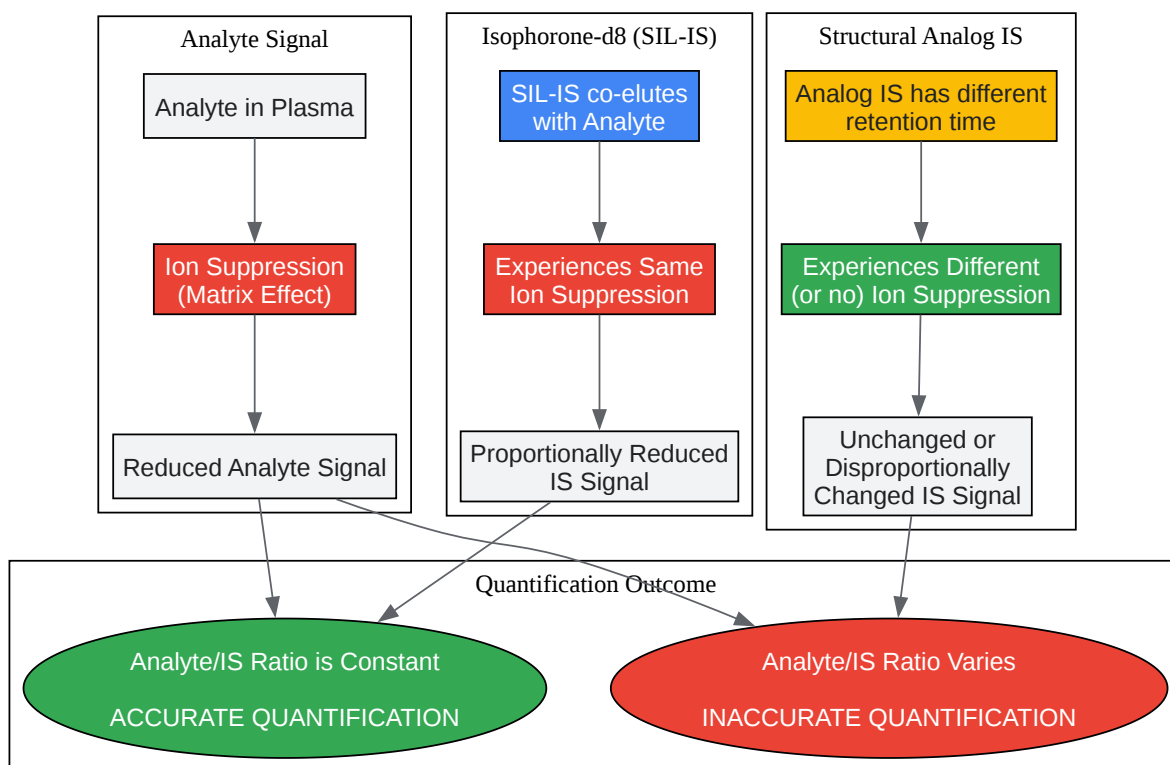 Analyte Signal
Analyte in Plasma
Ion Suppression
(Matrix Effect)
Reduced Analyte Signal
Isophorone-d8 (SIL-IS)
SIL-IS co-elutes
with Analyte
Experiences Same
Ion Suppression
Proportionally Reduced
IS Signal
Structural Analog IS
Analog IS has different
retention time
Experiences Different
(or no) Ion Suppression
Unchanged or
Disproportionally
Changed IS Signal
Quantification Outcome
Analyte/IS Ratio is Constant
ACCURATE QUANTIFICATION
Analyte/IS Ratio Varies
INACCURATE QUANTIFICATION